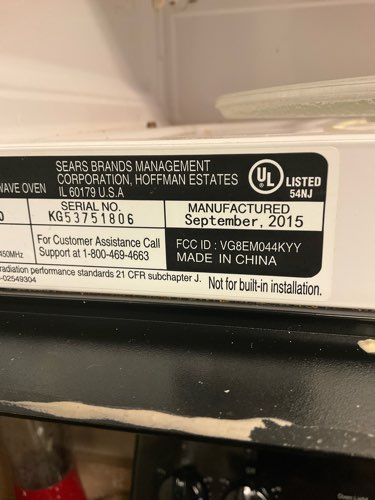 SEARS BRANDS MANAGEMENT
CORPORATION, HOFFMAN ESTATES
WAVE OVEN IL 60179 U.S.A
UL LISTED
54NJ
SERIAL NO.
KG53751806
MANUFACTURED
September, 2015
For Customer Assistance Call
450MHz Support at 1-800-469-4663
FCC ID : VG8EM044KYY
MADE IN CHINA
radiation performance standards 21 CFR subchapter J.
-02549304
Not for built-in installation.